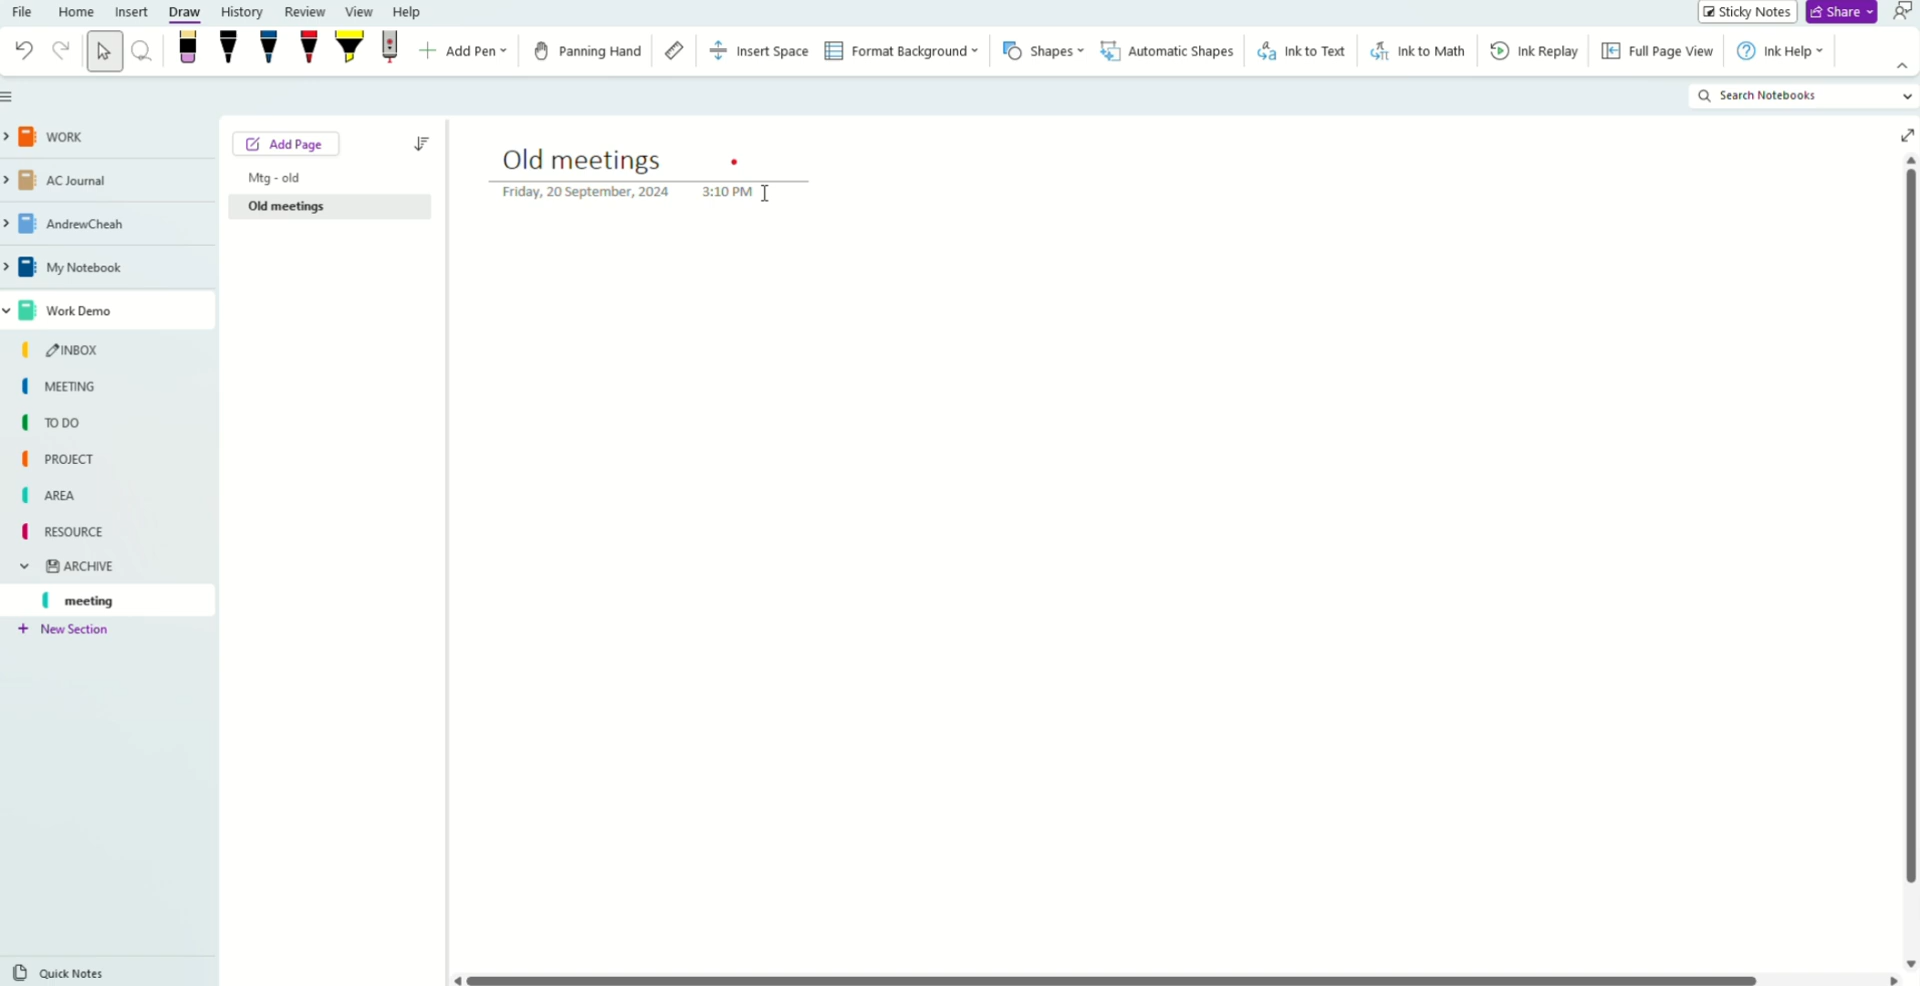 File Home Insert Draw History Review View Help Sticky Notes Share
Add Pen Panning Hand Insert Space Format Background Shapes Automatic Shapes Ink to Text Ink to Math Ink Replay Full Page View Ink Help
Search Notebooks
WORK
AC Journal
AndrewCheah
My Notebook
Work Demo
INBOX
MEETING
TO DO
PROJECT
AREA
RESOURCE
ARCHIVE
meeting
New Section
Quick Notes
Add Page
Mtg - old
Old meetings
Old meetings
Friday, 20 September, 2024 3:10 PM